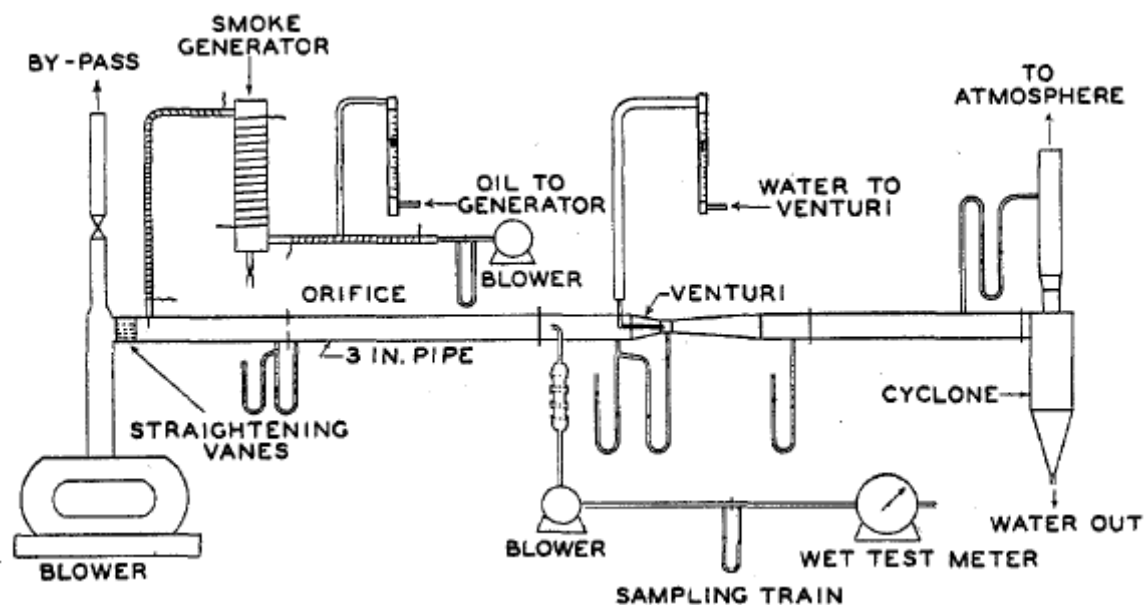 SMOKE
GENERATOR
BY-PASS
TO
ATMOSPHERE
OIL TO
GENERATOR
WATER TO
VENTURI
BLOWER
ORIFICE
VENTURI
3 IN. PIPE
CYCLONE
STRAIGHTENING
VANES
WATER OUT
BLOWER
BLOWER
WET TEST METER
SAMPLING TRAIN